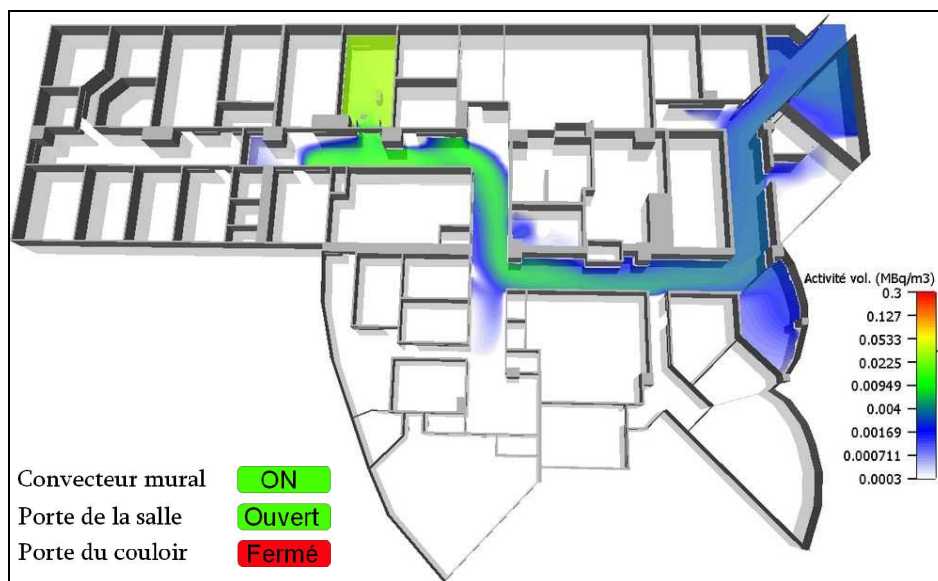 Activité vol. (MBq/m3)
0.3
0.127
0.0533
0.0225
0.00949
0.004
0.00169
0.000711
0.0003
Convecteur mural ON
Porte de la salle Ouvert
Porte du couloir Fermé